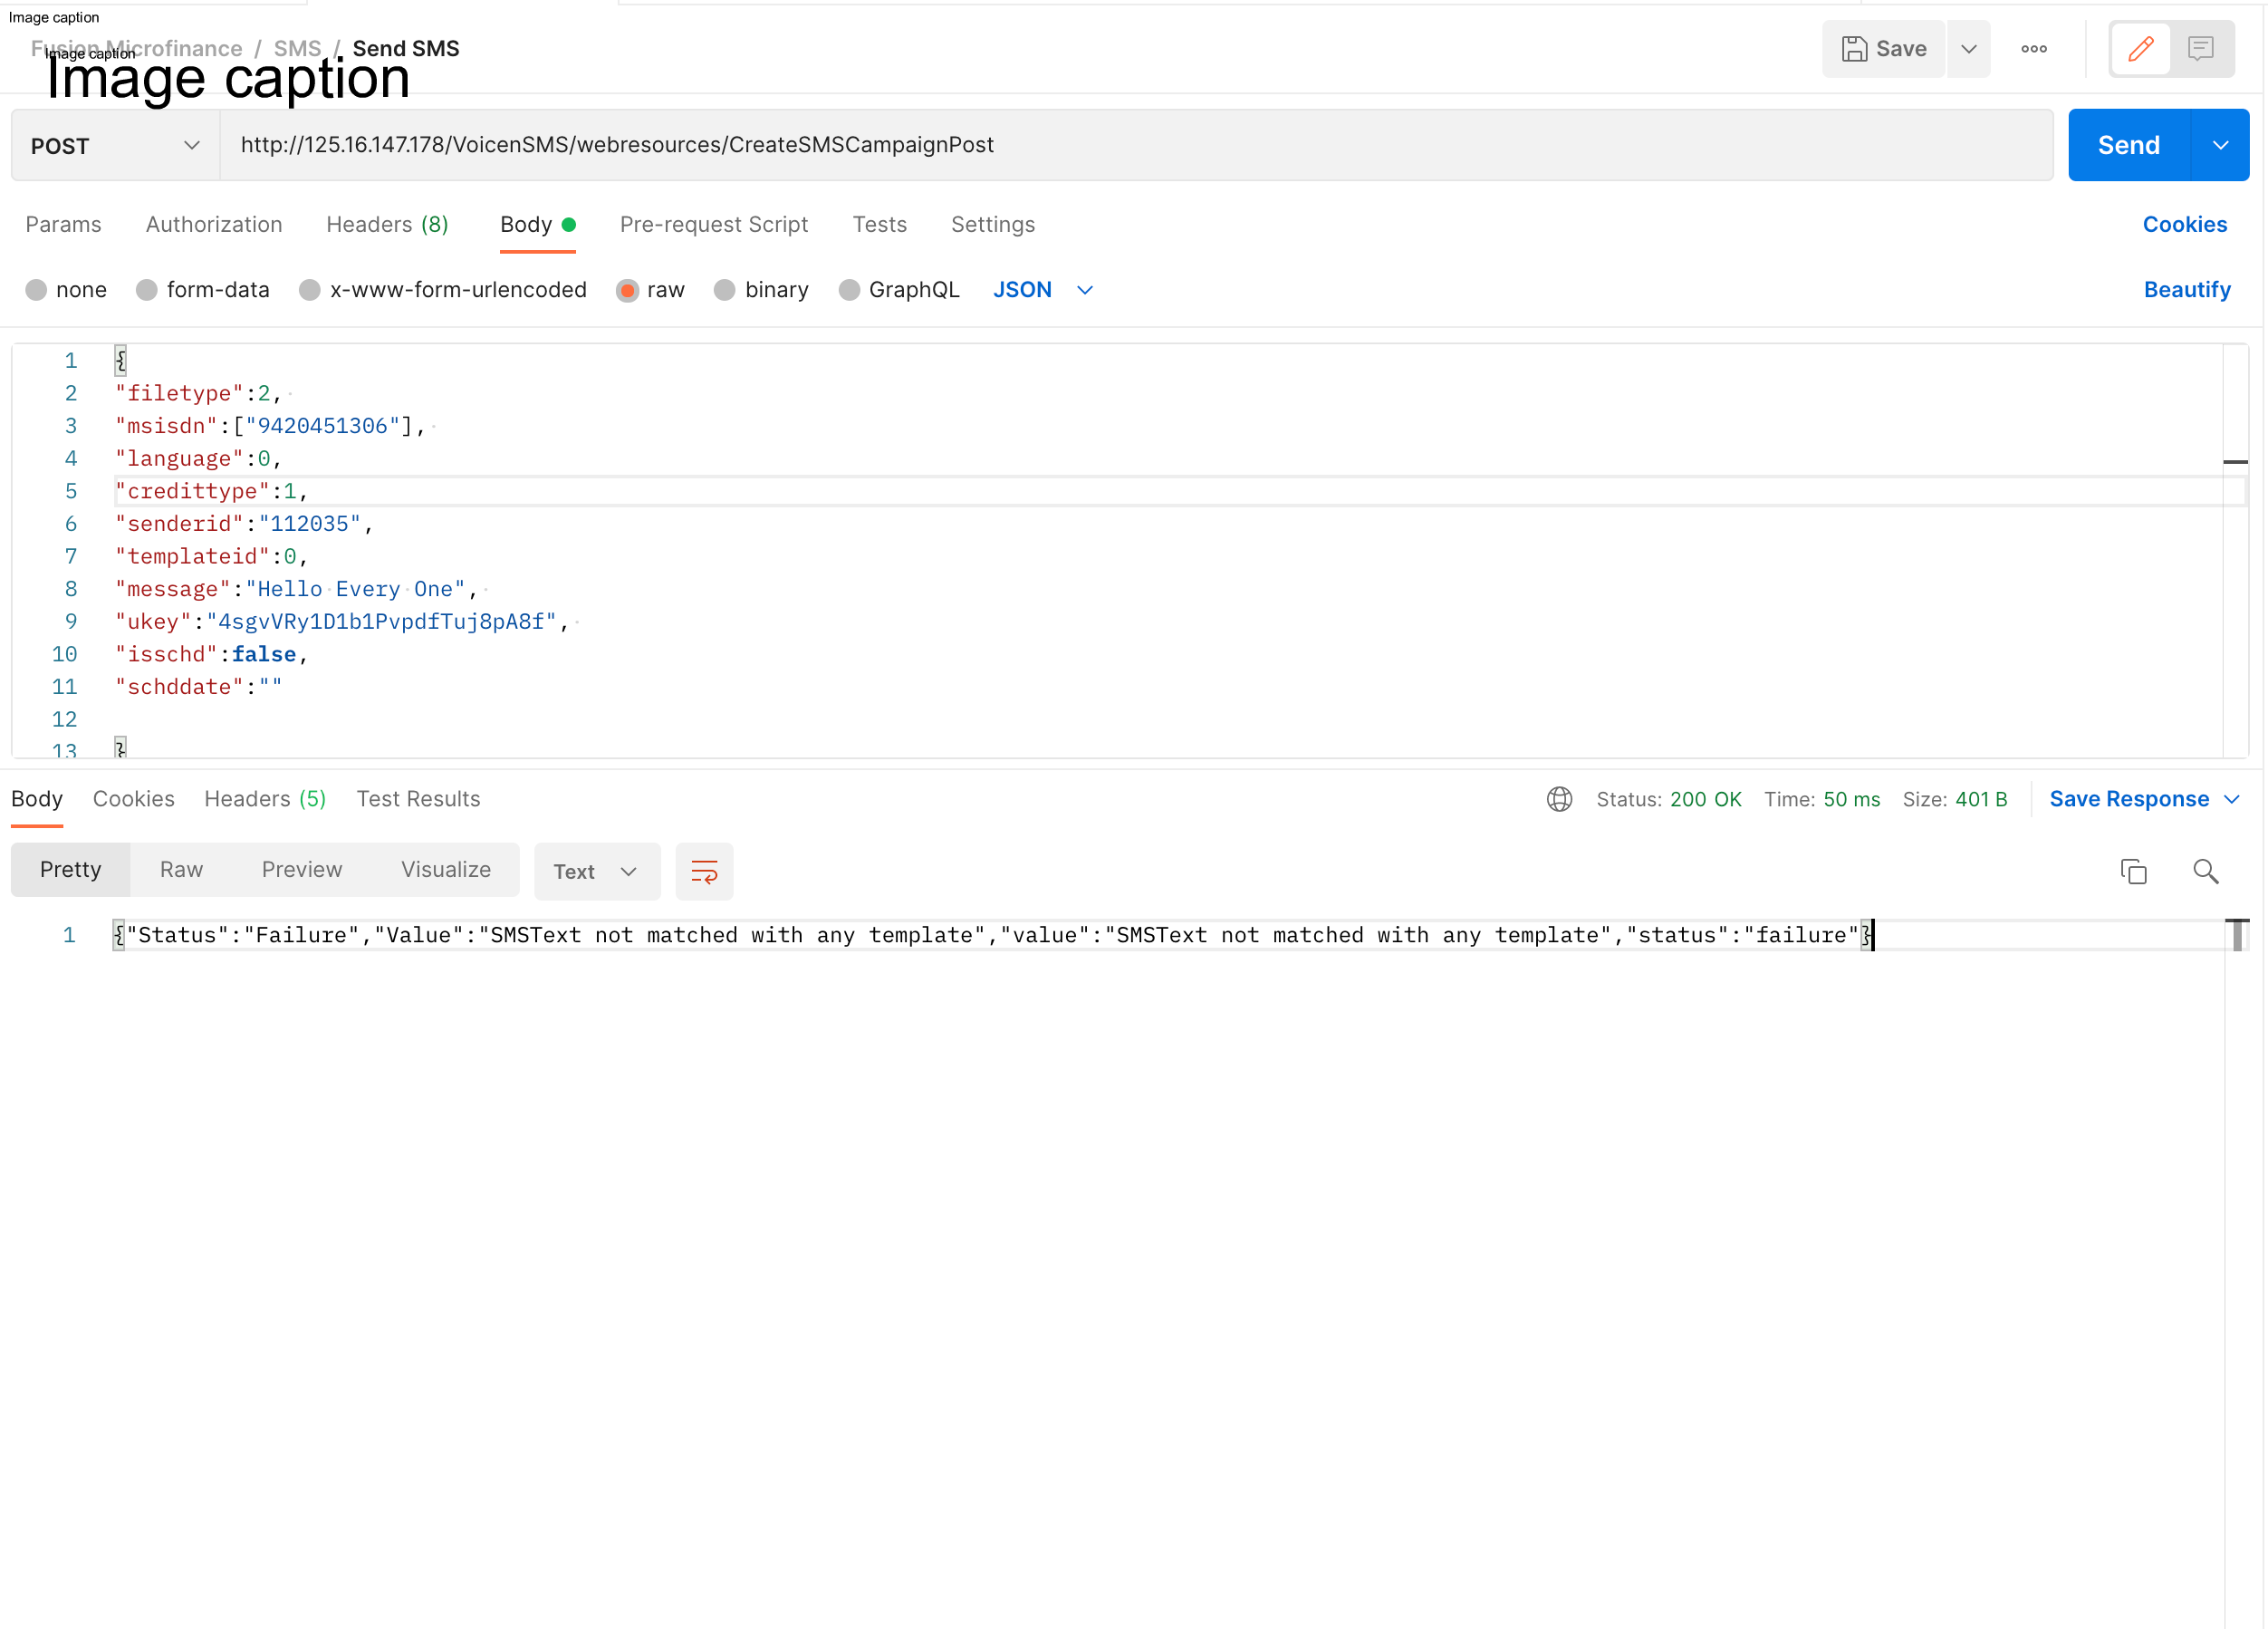 Image caption
Fusion Microfinance / SMS / Send SMS
Image caption
Image caption
Save
POST
http://125.16.147.178/VoicenSMS/webresources/CreateSMSCampaignPost
Send
Params Authorization Headers (8) Body Pre-request Script Tests Settings Cookies
none form-data x-www-form-urlencoded raw binary GraphQL JSON Beautify
1 {
2 "filetype":2,
3 "msisdn":["9420451306"],
4 "language":0,
5 "credittype":1,
6 "senderid":"112035",
7 "templateid":0,
8 "message":"Hello Every One",
9 "ukey":"4sgvVRy1D1b1PvpdfTuj8pA8f",
10 "isschd":false,
11 "schddate":""
12
13 }
Body Cookies Headers (5) Test Results Status: 200 OK Time: 50 ms Size: 401 B Save Response
Pretty Raw Preview Visualize Text
1 {"Status":"Failure","Value":"SMSText not matched with any template","value":"SMSText not matched with any template","status":"failure"}